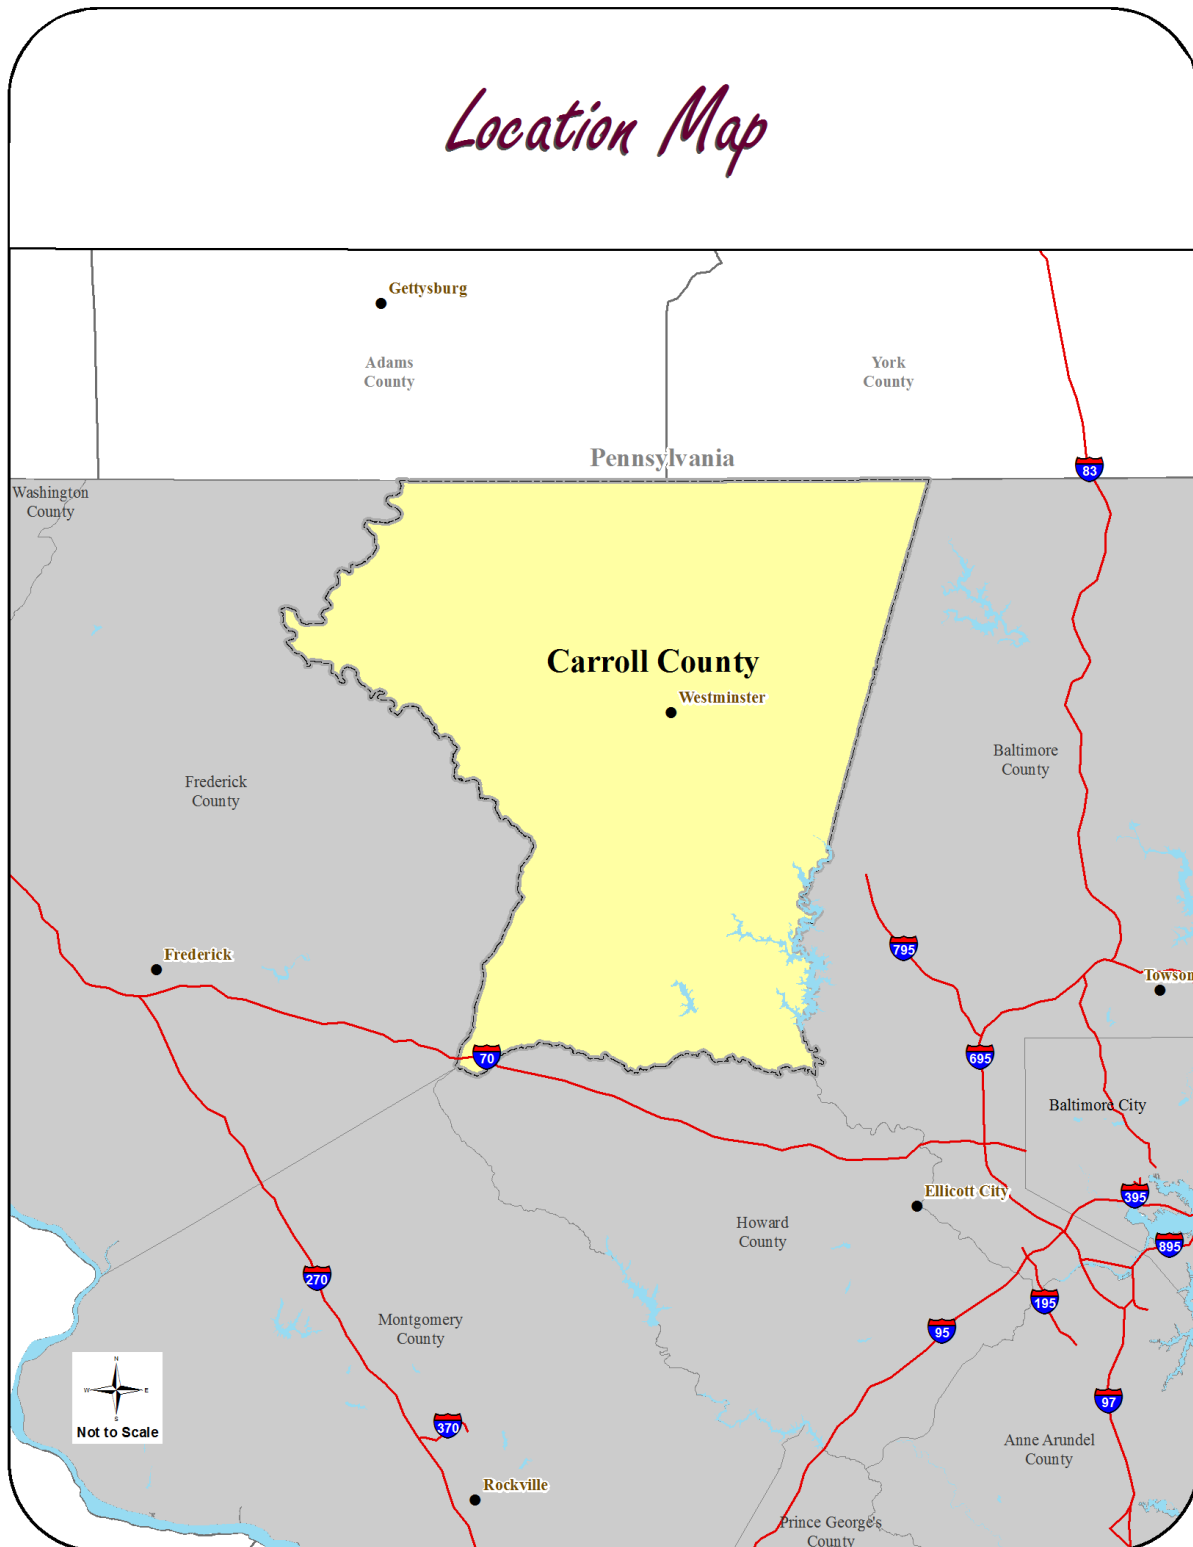 Location Map
Gettysburg
Adams
County
York
County
Pennsylvania
83
Washington
County
Carroll County
Westminster
Baltimore
County
Frederick
County
795
Frederick
Towson
70
695
Baltimore City
Ellicott City
395
Howard
County
895
270
195
Montgomery
County
95
N
W
E
S
Not to Scale
97
370
Anne Arundel
County
Rockville
Prince George's
County